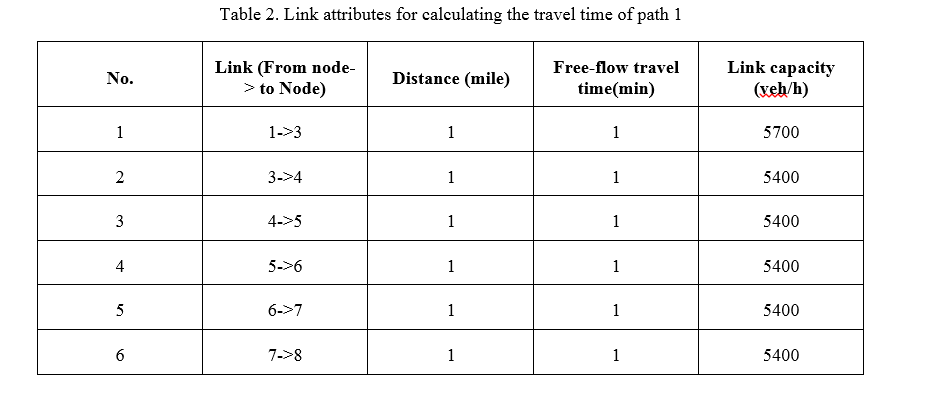 Table 2. Link attributes for calculating the travel time of path 1
No. Link (From node-> to Node) Distance (mile) Free-flow travel time(min) Link capacity (veh/h)
1 1->3 1 1 5700
2 3->4 1 1 5400
3 4->5 1 1 5400
4 5->6 1 1 5400
5 6->7 1 1 5400
6 7->8 1 1 5400